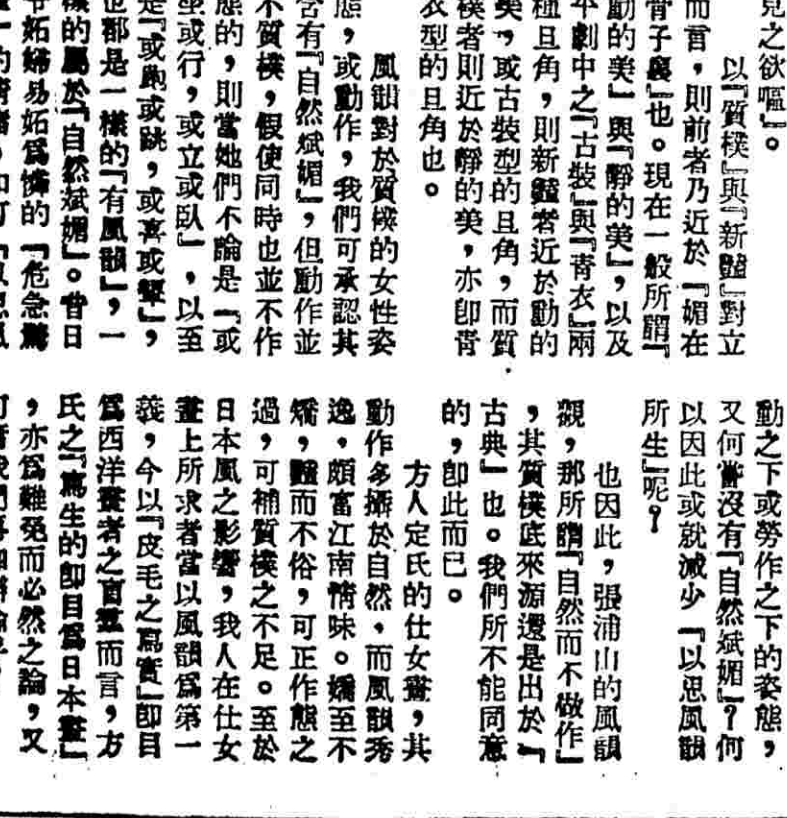 見之欲嘔』。
以『質樸』與『新豔』對立
而言，則前者乃近於『媚在
骨子裏』也。現在一般所謂『
動的美』與『靜的美』，以及
平劇中之『古裝』與『青衣』兩
種旦角，則新豔者近於動的
美，或古裝型的旦角，而質
樸者則近於靜的美，亦卽青
衣型的旦角也。
風韻對於質樸的女性姿
態，或動作，我們可承認其
含有『自然斌媚』，但動作並
不質樸，假使同時也並不作
態的，則當她們不論是『或
坐或行，或立或臥』，以至
是『或跑或跳，或喜或顰』，
也都是一樣的『有風韻』，一
樣的屬於『自然斌媚』。昔日
妬婦易妬爲憐的『危急
動之下或勞作之下的姿態，
又何嘗沒有『自然斌媚』？何
以因此或就減少『以思風韻
所生』呢？
也因此，張浦山的風韻
觀，那所謂『自然而不做作』
，其質樸底來源還是出於『
古典』也。我們所不能同意
的，卽此而已。
方人定氏的仕女畫，其
動作多攝於自然，而風韻秀
逸，頗富江南情味。嬌至不
矯，豔而不俗，可正作態之
過，可補質樸之不足。至於
日本風之影響，我人在仕女
畫上所求者當以風韻爲第一
義，今以『皮毛之寫實』卽目
爲西洋畫者之盲從而言，方
氏之『寫生的卽目爲日本畫』
，亦爲難免而必然之論，又